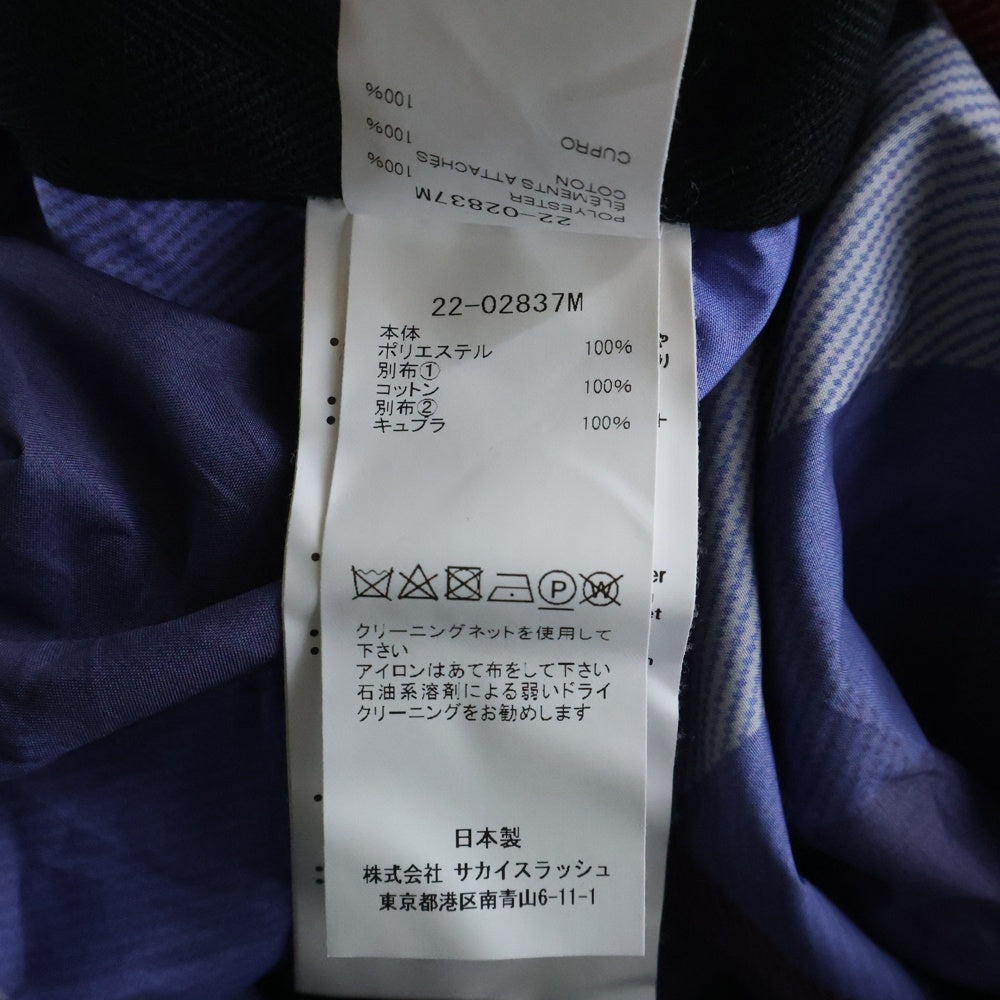 100%
100%
CUPRO
100%
ÉLÉMENTS ATTACHÉS
COTON
POLYESTER
22-02837M
22-02837M
本体
ポリエステル 100%
別布①
コットン 100%
別布②
キュプラ 100%
P
W
クリーニングネットを使用して
下さい
アイロンはあて布をして下さい
石油系溶剤による弱いドライ
クリーニングをお勧めします
日本製
株式会社 サカイスラッシュ
東京都港区南青山6-11-1
er
et